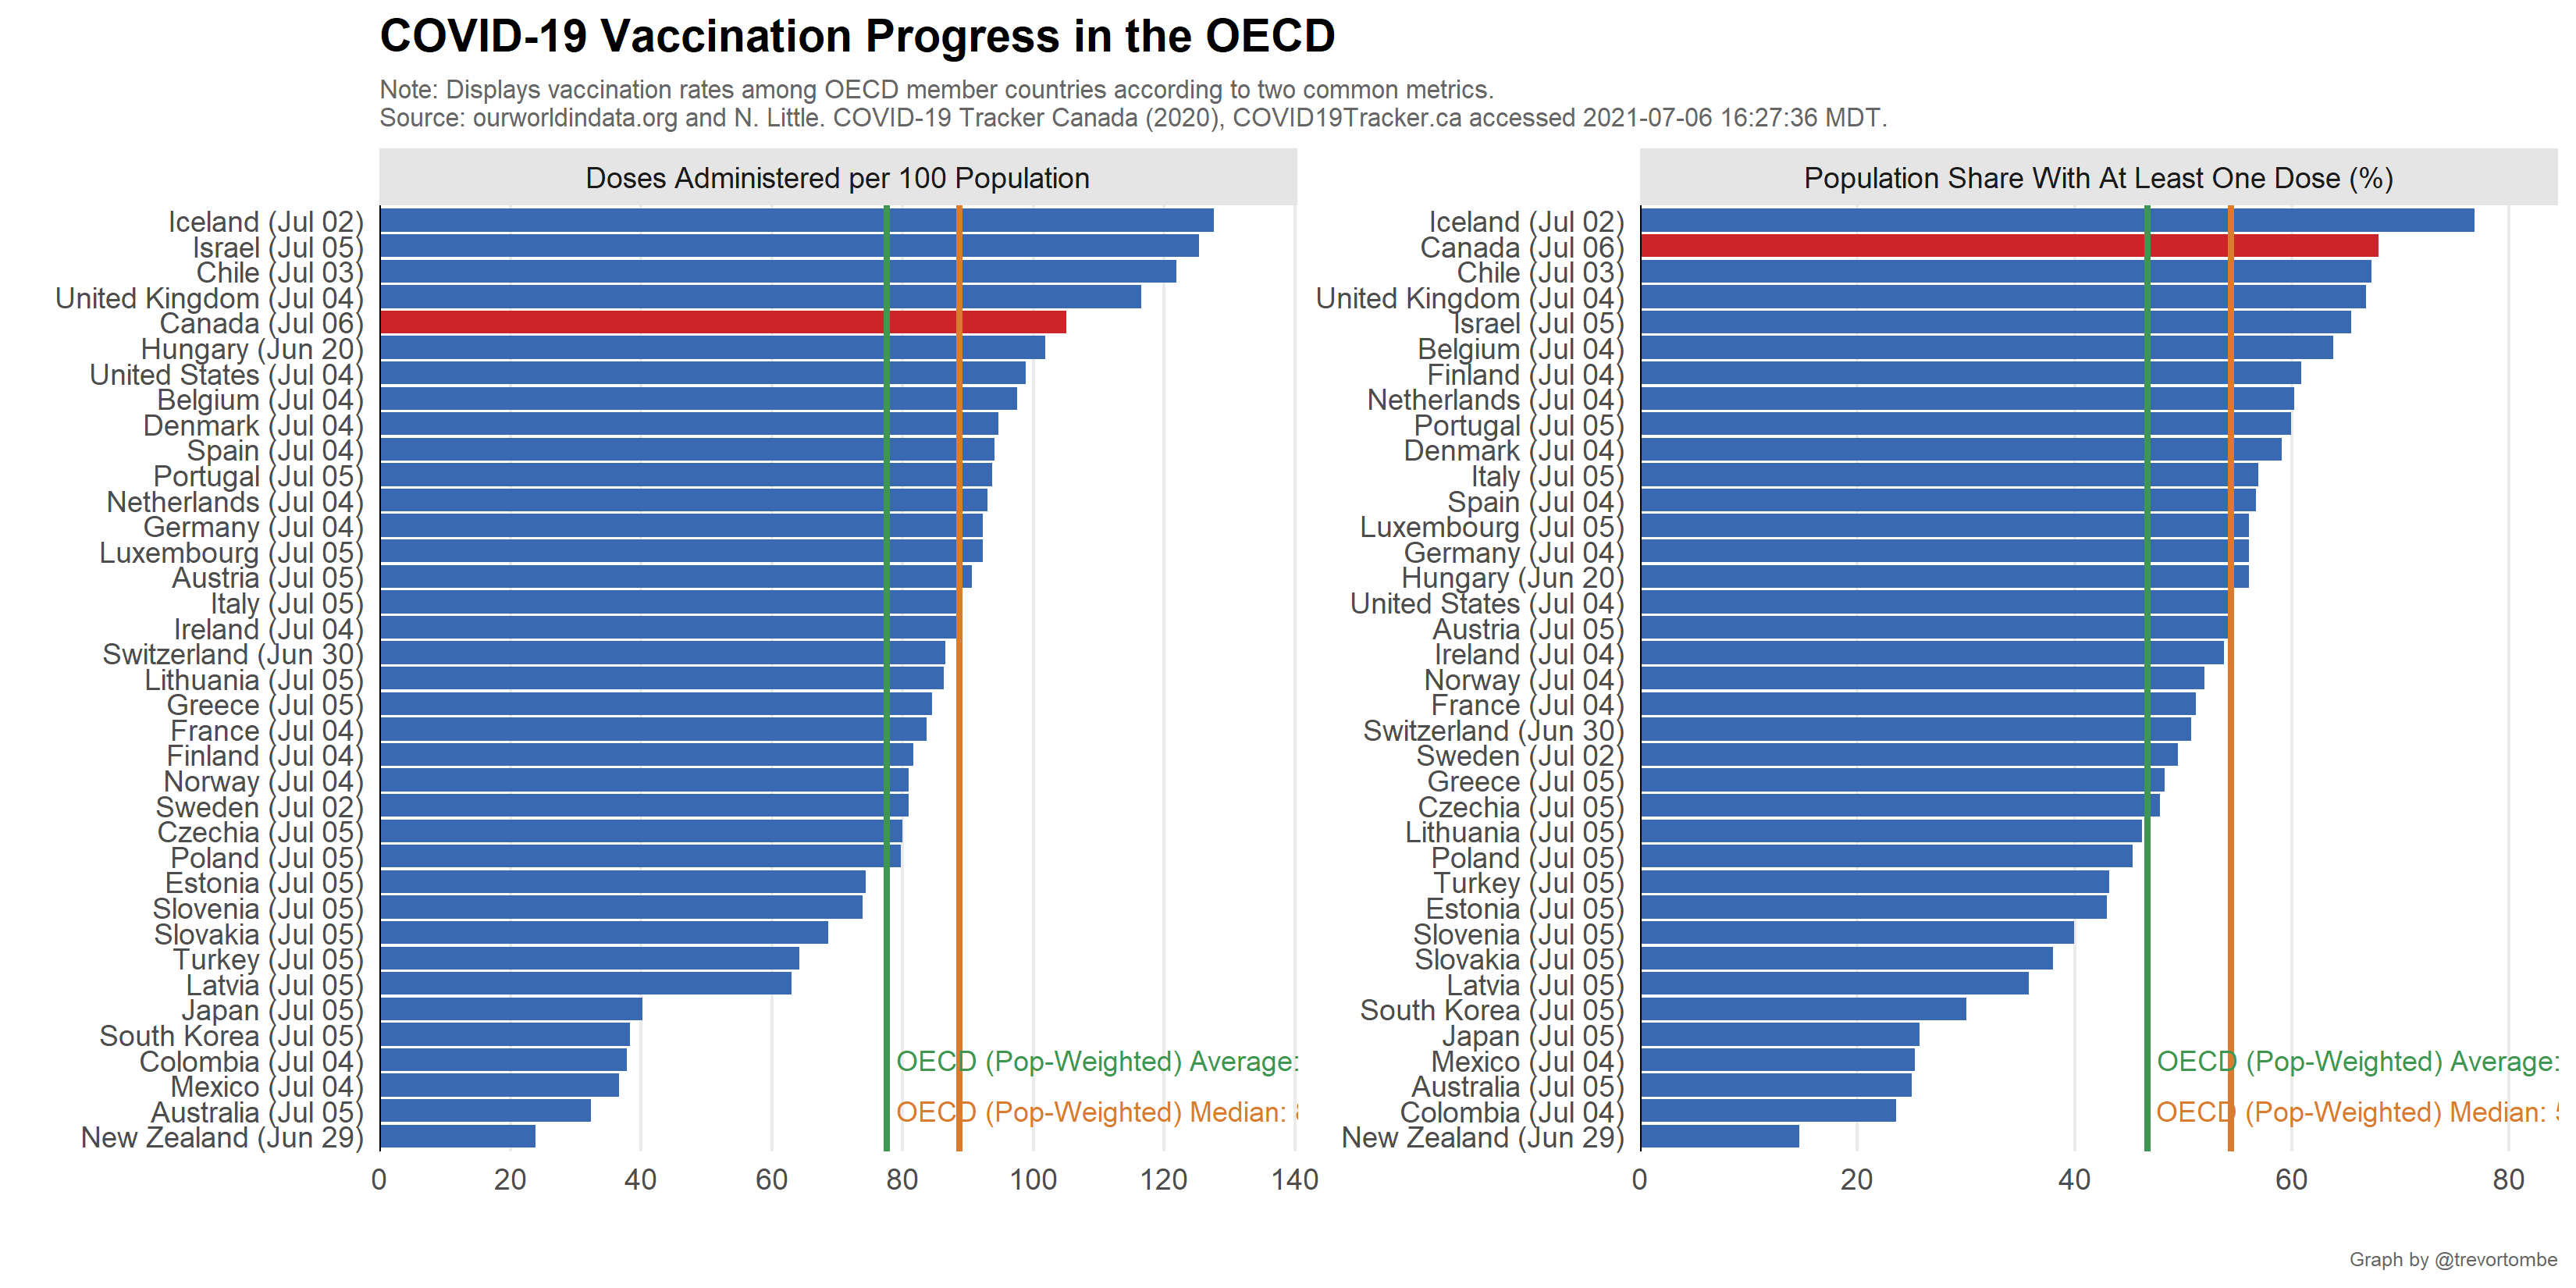 COVID-19 Vaccination Progress in the OECD
Note: Displays vaccination rates among OECD member countries according to two common metrics.
Source: ourworldindata.org and N. Little. COVID-19 Tracker Canada (2020), COVID19Tracker.ca accessed 2021-07-06 16:27:36 MDT.
Doses Administered per 100 Population
Iceland (Jul 02)
Israel (Jul 05)
Chile (Jul 03)
United Kingdom (Jul 04)
Canada (Jul 06)
Hungary (Jun 20)
United States (Jul 04)
Belgium (Jul 04)
Denmark (Jul 04)
Spain (Jul 04)
Portugal (Jul 05)
Netherlands (Jul 04)
Germany (Jul 04)
Luxembourg (Jul 05)
Austria (Jul 05)
Italy (Jul 05)
Ireland (Jul 04)
Switzerland (Jun 30)
Lithuania (Jul 05)
Greece (Jul 05)
France (Jul 04)
Finland (Jul 04)
Norway (Jul 04)
Sweden (Jul 02)
Czechia (Jul 05)
Poland (Jul 05)
Estonia (Jul 05)
Slovenia (Jul 05)
Slovakia (Jul 05)
Turkey (Jul 05)
Latvia (Jul 05)
Japan (Jul 05)
South Korea (Jul 05)
Colombia (Jul 04)
Mexico (Jul 04)
Australia (Jul 05)
New Zealand (Jun 29)
OECD (Pop-Weighted) Average:
OECD (Pop-Weighted) Median:
0 20 40 60 80 100 120 140
Population Share With At Least One Dose (%)
Iceland (Jul 02)
Canada (Jul 06)
Chile (Jul 03)
United Kingdom (Jul 04)
Israel (Jul 05)
Belgium (Jul 04)
Finland (Jul 04)
Netherlands (Jul 04)
Portugal (Jul 05)
Denmark (Jul 04)
Italy (Jul 05)
Spain (Jul 04)
Luxembourg (Jul 05)
Germany (Jul 04)
Hungary (Jun 20)
United States (Jul 04)
Austria (Jul 05)
Ireland (Jul 04)
Norway (Jul 04)
France (Jul 04)
Switzerland (Jun 30)
Sweden (Jul 02)
Greece (Jul 05)
Czechia (Jul 05)
Lithuania (Jul 05)
Poland (Jul 05)
Turkey (Jul 05)
Estonia (Jul 05)
Slovenia (Jul 05)
Slovakia (Jul 05)
Latvia (Jul 05)
South Korea (Jul 05)
Japan (Jul 05)
Mexico (Jul 04)
Australia (Jul 05)
Colombia (Jul 04)
New Zealand (Jun 29)
OECD (Pop-Weighted) Average:
OECD (Pop-Weighted) Median:
0 20 40 60 80
Graph by @trevortombe